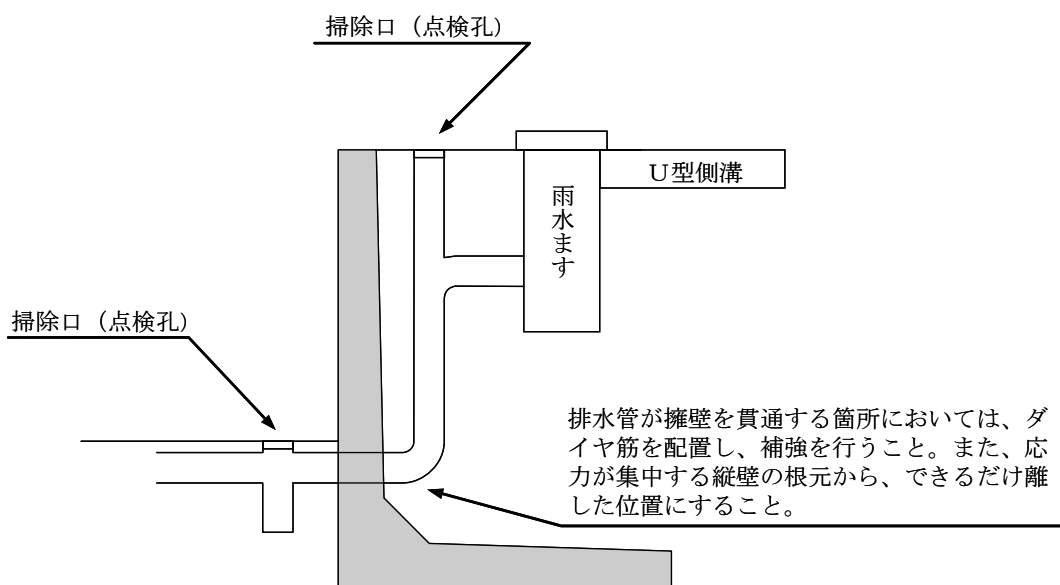 掃除口（点検孔）
U型側溝
雨水ます
掃除口（点検孔）
排水管が擁壁を貫通する箇所においては、ダ
イヤ筋を配置し、補強を行うこと。また、応
力が集中する縦壁の根元から、できるだけ離
した位置にすること。